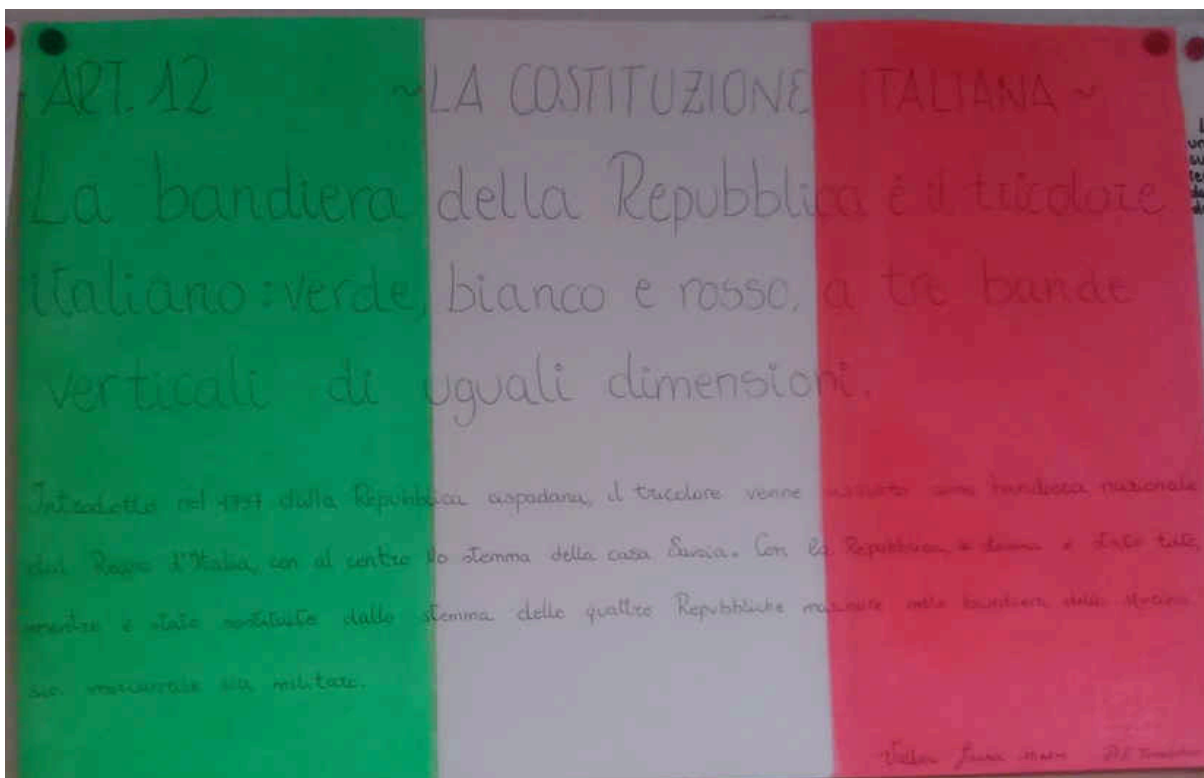 ART. 12 ~LA COSTITUZIONE ITALIANA~
La bandiera della Repubblica è il tricolore
italiano: verde, bianco e rosso, a tre bande
verticali di uguali dimensioni.
Introdotto nel 1797 dalla Repubblica cispadana, il tricolore venne come bandiera nazionale
dal Regno d'Italia, con al centro lo stemma della casa Savoia. Con la Repubblica, lo stemma è stato tolto,
mentre è stato sostituito dallo stemma delle quattro Repubbliche marinare nella bandiera della Marina
sia mercantile sia militare.